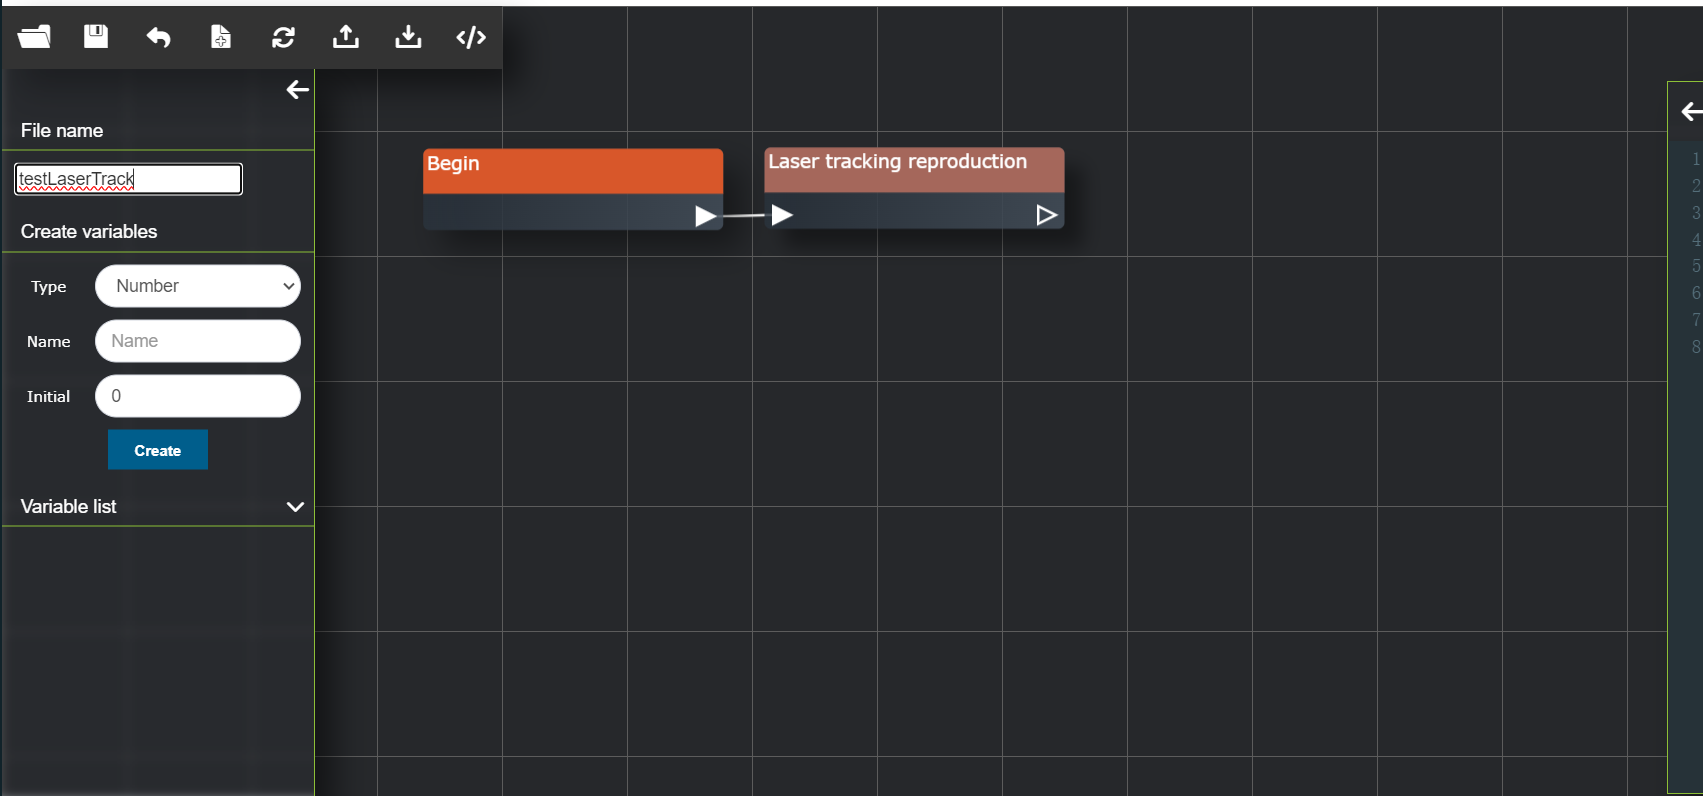 File name
testLaserTrack
Create variables
Type
Number
Name
Name
Initial
0
Create
Variable list
Begin
Laser tracking reproduction
1
2
3
4
5
6
7
8